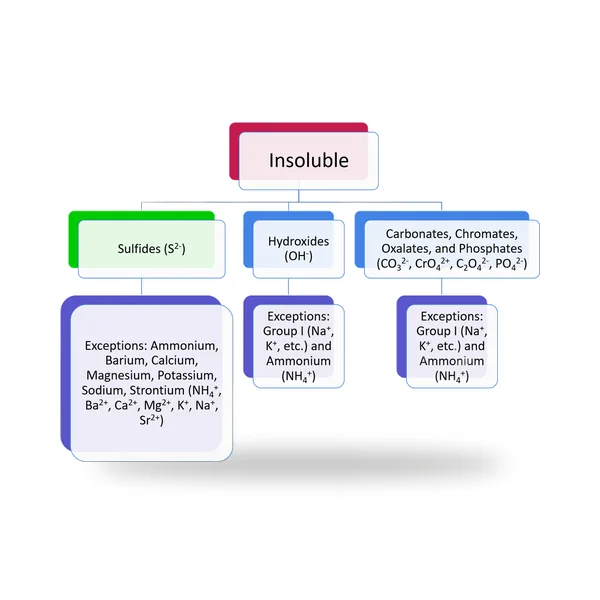 Insoluble
Sulfides (S²⁻)
Hydroxides
(OH⁻)
Carbonates, Chromates,
Oxalates, and Phosphates
(CO₃²⁻, CrO₄²⁺, C₂O₄²⁻, PO₄²⁻)
Exceptions: Ammonium,
Barium, Calcium,
Magnesium, Potassium,
Sodium, Strontium (NH₄⁺,
Ba²⁺, Ca²⁺, Mg²⁺, K⁺, Na⁺,
Sr²⁺)
Exceptions:
Group I (Na⁺,
K⁺, etc.) and
Ammonium
(NH₄⁺)
Exceptions:
Group I (Na⁺,
K⁺, etc.) and
Ammonium
(NH₄⁺)